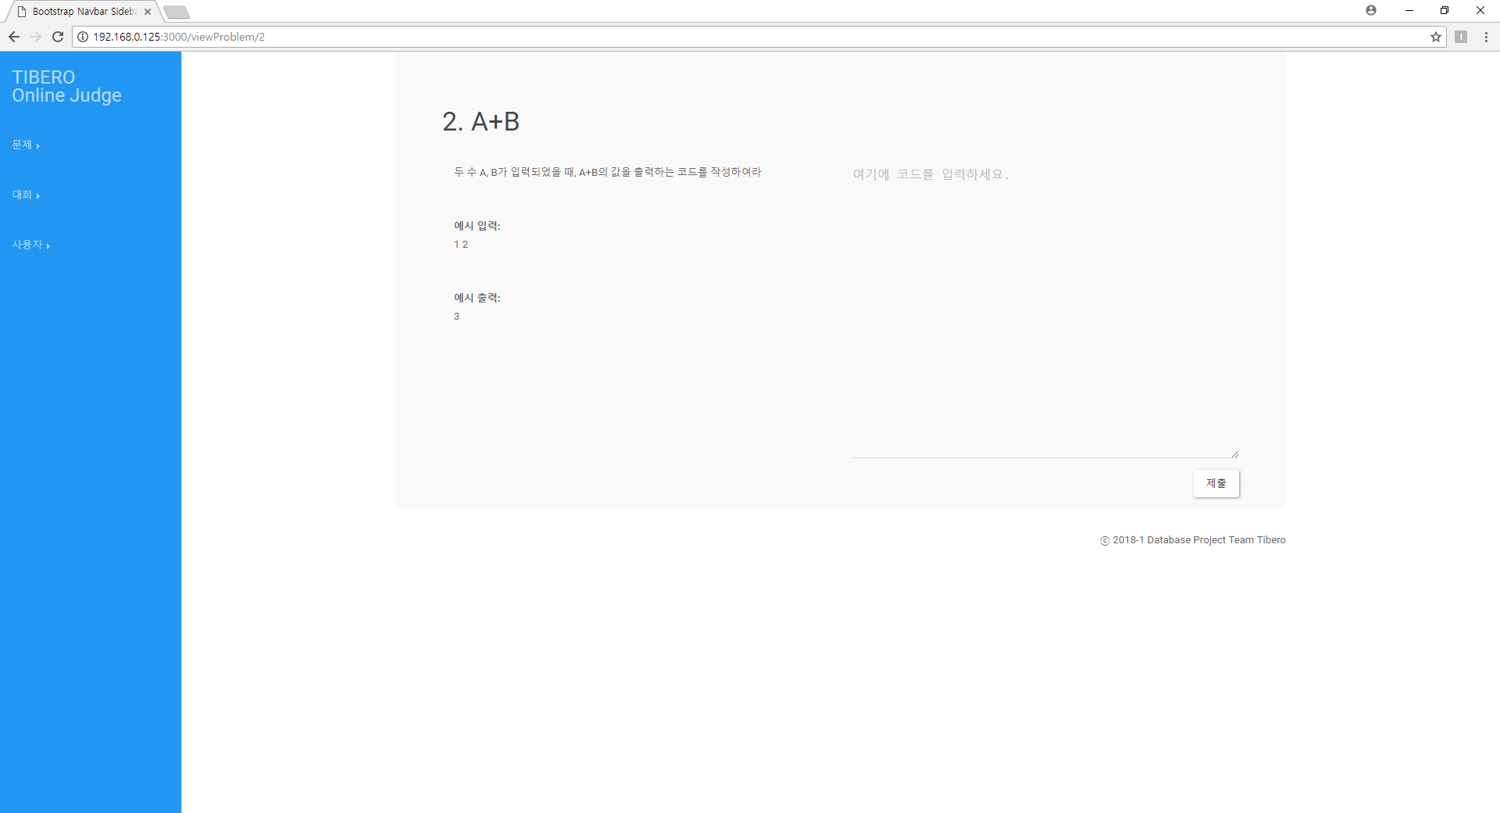 Bootstrap Navbar Sideb
192.168.0.125:3000/viewProblem/2
TIBERO
Online Judge
문제
대회
사용자
2. A+B
두 수 A, B가 입력되었을 때, A+B의 값을 출력하는 코드를 작성하여라
예시 입력:
1 2
예시 출력:
3
여기에 코드를 입력하세요.
제출
ⓒ 2018-1 Database Project Team Tibero